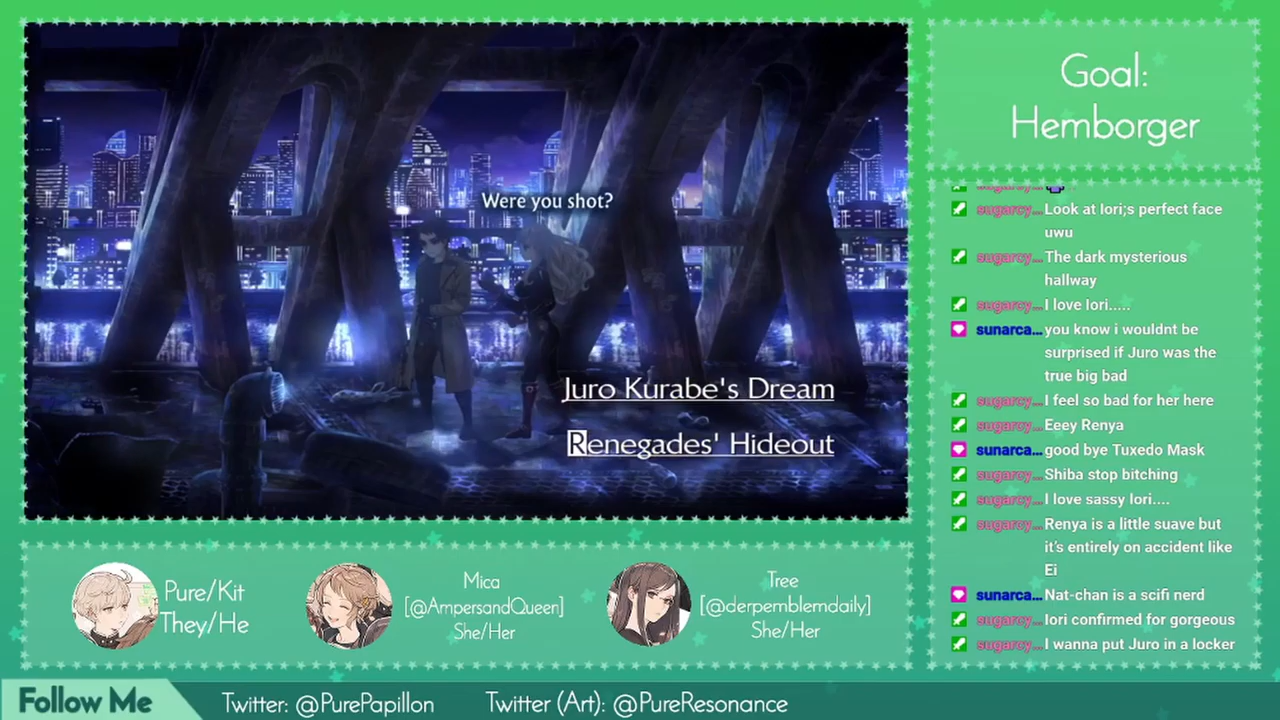 Were you shot?
Juro Kurabe's Dream
Renegades' Hideout
Goal:
Hemborger
sugarcy... Look at Iori;s perfect face
uwu
sugarcy... The dark mysterious
hallway
sugarcy... I love Iori.....
sunarca... you know i wouldnt be
surprised if Juro was the
true big bad
sugarcy... I feel so bad for her here
sugarcy... Eeey Renya
sunarca... good bye Tuxedo Mask
sugarcy... Shiba stop bitching
sugarcy... I love sassy Iori....
sugarcy... Renya is a little suave but
it's entirely on accident like
Ei
sunarca... Nat-chan is a scifi nerd
sugarcy... Iori confirmed for gorgeous
sugarcy... I wanna put Juro in a locker
Pure/Kit
They/He
Mica
[@AmpersandQueen]
She/Her
Tree
[@derpemblemdaily]
She/Her
Follow Me
Twitter: @PurePapillon
Twitter (Art): @PureResonance